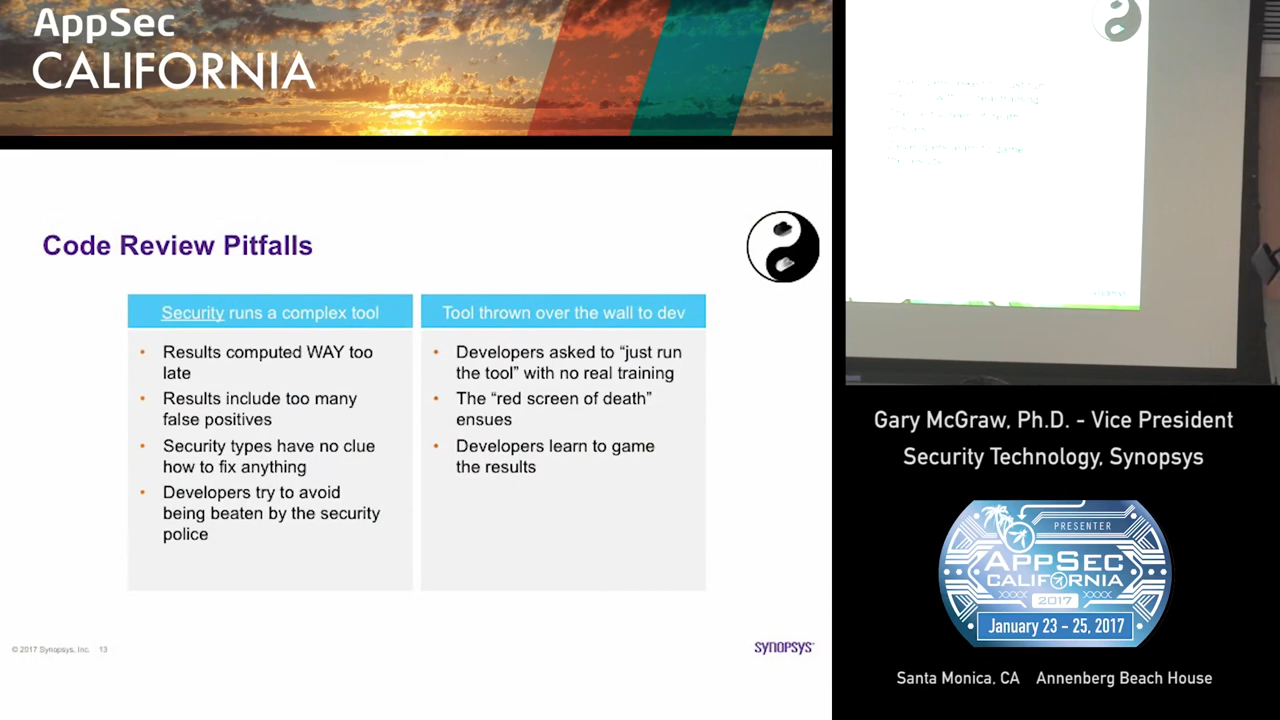 AppSec
CALIFORNIA
Code Review Pitfalls
Security runs a complex tool
• Results computed WAY too
late
• Results include too many
false positives
• Security types have no clue
how to fix anything
• Developers try to avoid
being beaten by the security
police
Tool thrown over the wall to dev
• Developers asked to “just run
the tool” with no real training
• The “red screen of death”
ensues
• Developers learn to game
the results
© 2017 Synopsys, Inc. 13
SYNOPSYS®
Gary McGraw, Ph.D. - Vice President
Security Technology, Synopsys
PRESENTER
APPSEC
CALIFORNIA
2017
January 23 - 25, 2017
Santa Monica, CA Annenberg Beach House